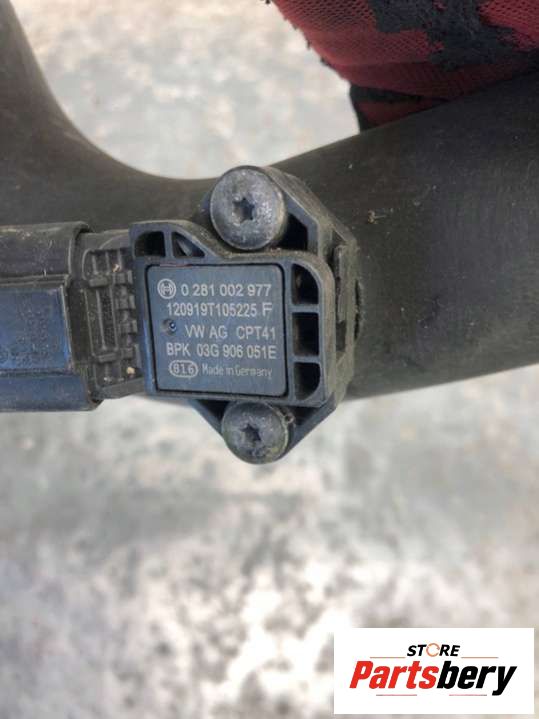 0 281 002 977
120919T105225 F
VW AG CPT41
BPK 03G 906 051E
816 Made in Germany
STORE
Partsbery